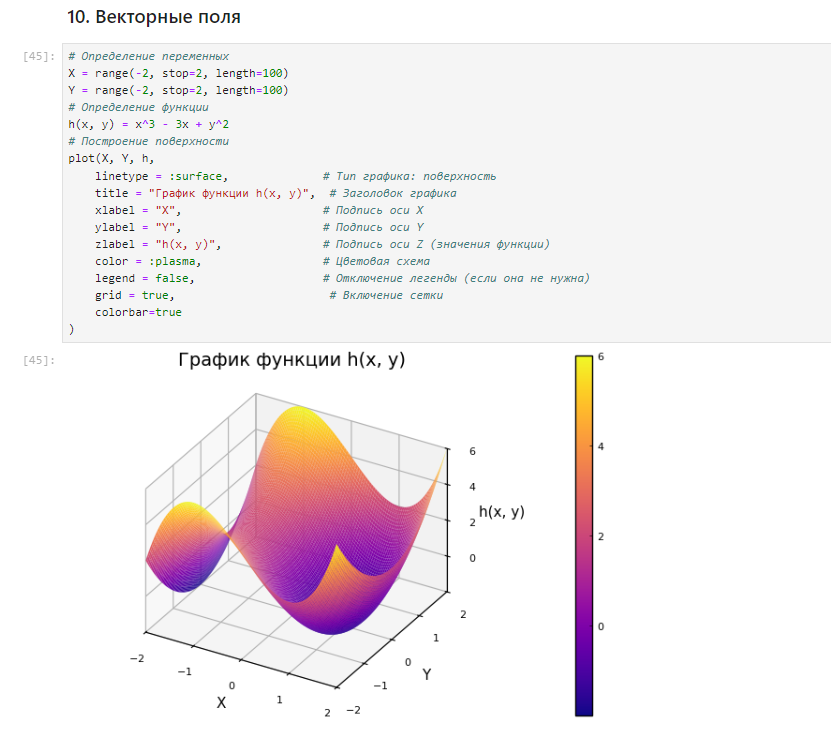 10. Векторные поля
[45]:
# Определение переменных
X = range(-2, stop=2, length=100)
Y = range(-2, stop=2, length=100)
# Определение функции
h(x, y) = x^3 - 3x + y^2
# Построение поверхности
plot(X, Y, h,
    linetype = :surface,              # Тип графика: поверхность
    title = "График функции h(x, y)",  # Заголовок графика
    xlabel = "X",                     # Подпись оси X
    ylabel = "Y",                     # Подпись оси Y
    zlabel = "h(x, y)",               # Подпись оси Z (значения функции)
    color = :plasma,                  # Цветовая схема
    legend = false,                   # Отключение легенды (если она не нужна)
    grid = true,                       # Включение сетки
    colorbar=true
)
[45]:
График функции h(x, y)
6
4
2
0
h(x, y)
6
4
2
0
−2
−1
0
1
2
X
−2
−1
0
1
2
Y